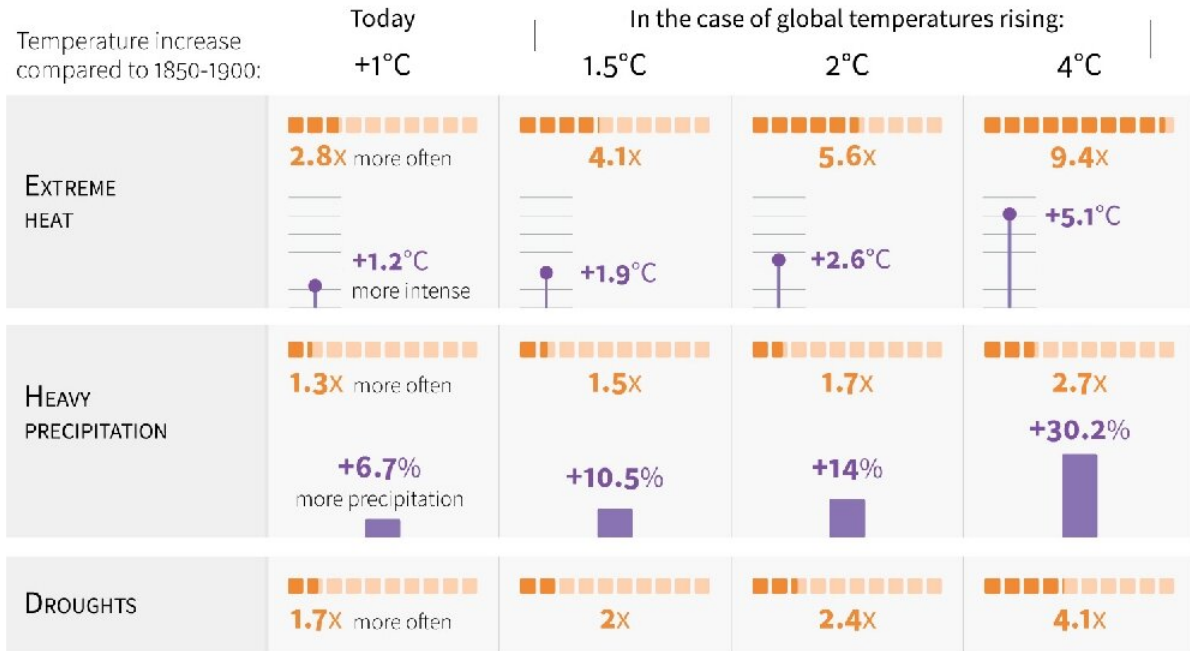 Today
In the case of global temperatures rising:
Temperature increase
compared to 1850-1900:
+1°C
1.5°C
2°C
4°C
EXTREME
HEAT
2.8x more often
4.1x
5.6x
9.4x
+1.2°C
more intense
+1.9°C
+2.6°C
+5.1°C
HEAVY
PRECIPITATION
1.3x more often
1.5x
1.7x
2.7x
+6.7%
more precipitation
+10.5%
+14%
+30.2%
DROUGHTS
1.7x more often
2x
2.4x
4.1x